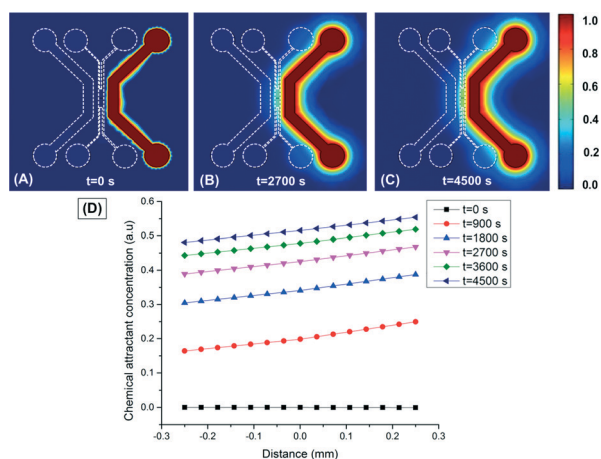 1.0
0.8
0.6
0.4
0.2
0.0
(A) t=0 s
(B) t=2700 s
(C) t=4500 s
(D)
0.6
0.5
0.4
0.3
0.2
0.1
0.0
Chemical attractant concentration (a.u)
-0.3 -0.2 -0.1 0.0 0.1 0.2 0.3
Distance (mm)
t=0 s
t=900 s
t=1800 s
t=2700 s
t=3600 s
t=4500 s